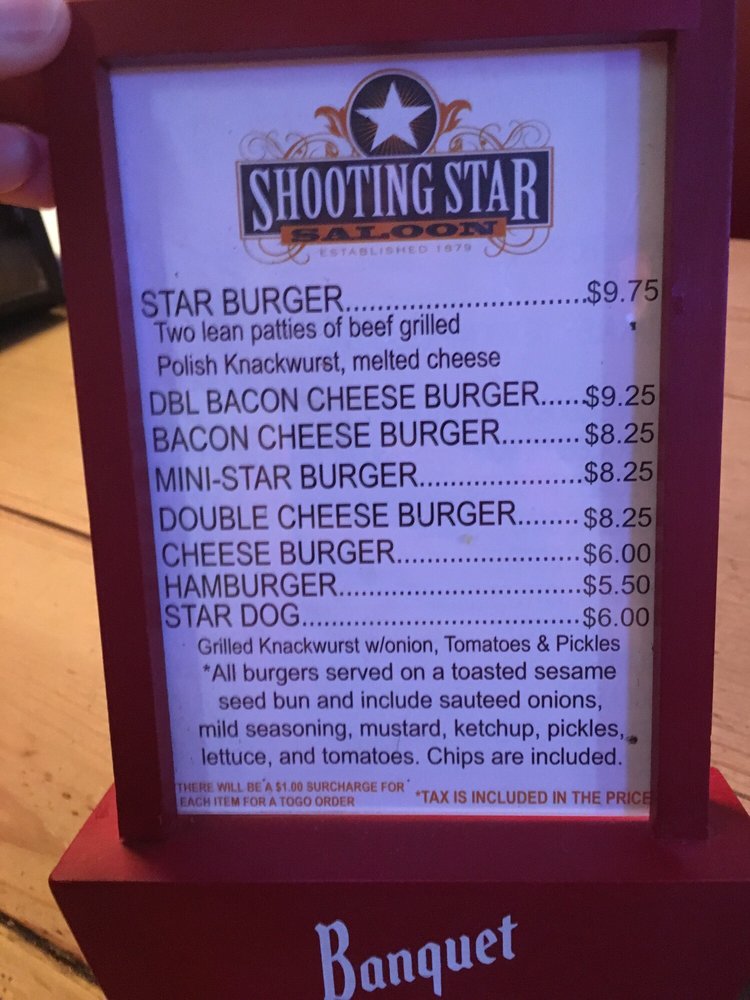 SHOOTING STAR
SALOON
ESTABLISHED 1879
STAR BURGER..............................$9.75
Two lean patties of beef grilled
Polish Knackwurst, melted cheese
DBL BACON CHEESE BURGER......$9.25
BACON CHEESE BURGER..........$8.25
MINI-STAR BURGER.....................$8.25
DOUBLE CHEESE BURGER........$8.25
CHEESE BURGER.......................$6.00
HAMBURGER..............................$5.50
STAR DOG...................................$6.00
Grilled Knackwurst w/onion, Tomatoes & Pickles
*All burgers served on a toasted sesame
seed bun and include sauteed onions,
mild seasoning, mustard, ketchup, pickles,
lettuce, and tomatoes. Chips are included.
THERE WILL BE A $1.00 SURCHARGE FOR
EACH ITEM FOR A TOGO ORDER
*TAX IS INCLUDED IN THE PRICE
Banquet